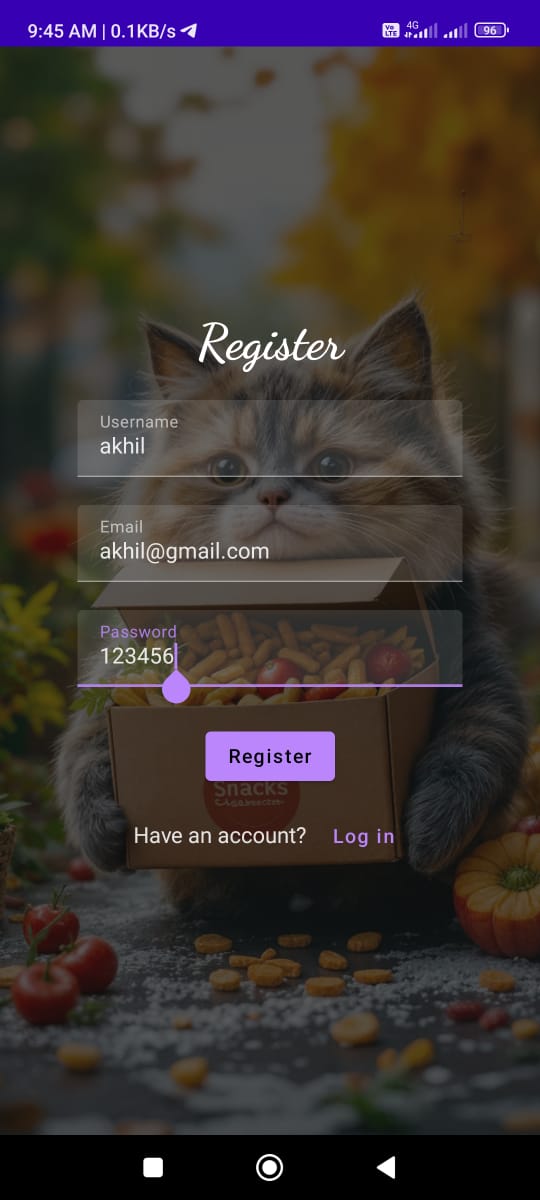 9:45 AM | 0.1KB/s
Vo LTE 4G 96
Register
Username
akhil
Email
akhil@gmail.com
Password
123456
Register
Snacks
Have an account? Log in